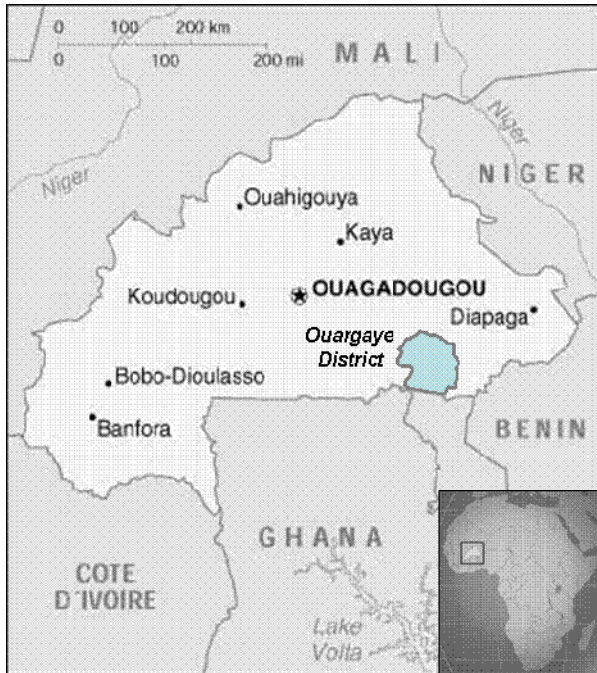 0 100 200 km
0 100 200 mi
MALI
Niger
Niger
NIGER
Ouahigouya
Kaya
OUAGADOUGOU
Koudougou
Diapaga
Ouargaye
District
Bobo-Dioulasso
Banfora
BENIN
GHANA
COTE
D'IVOIRE
Lake
Volta